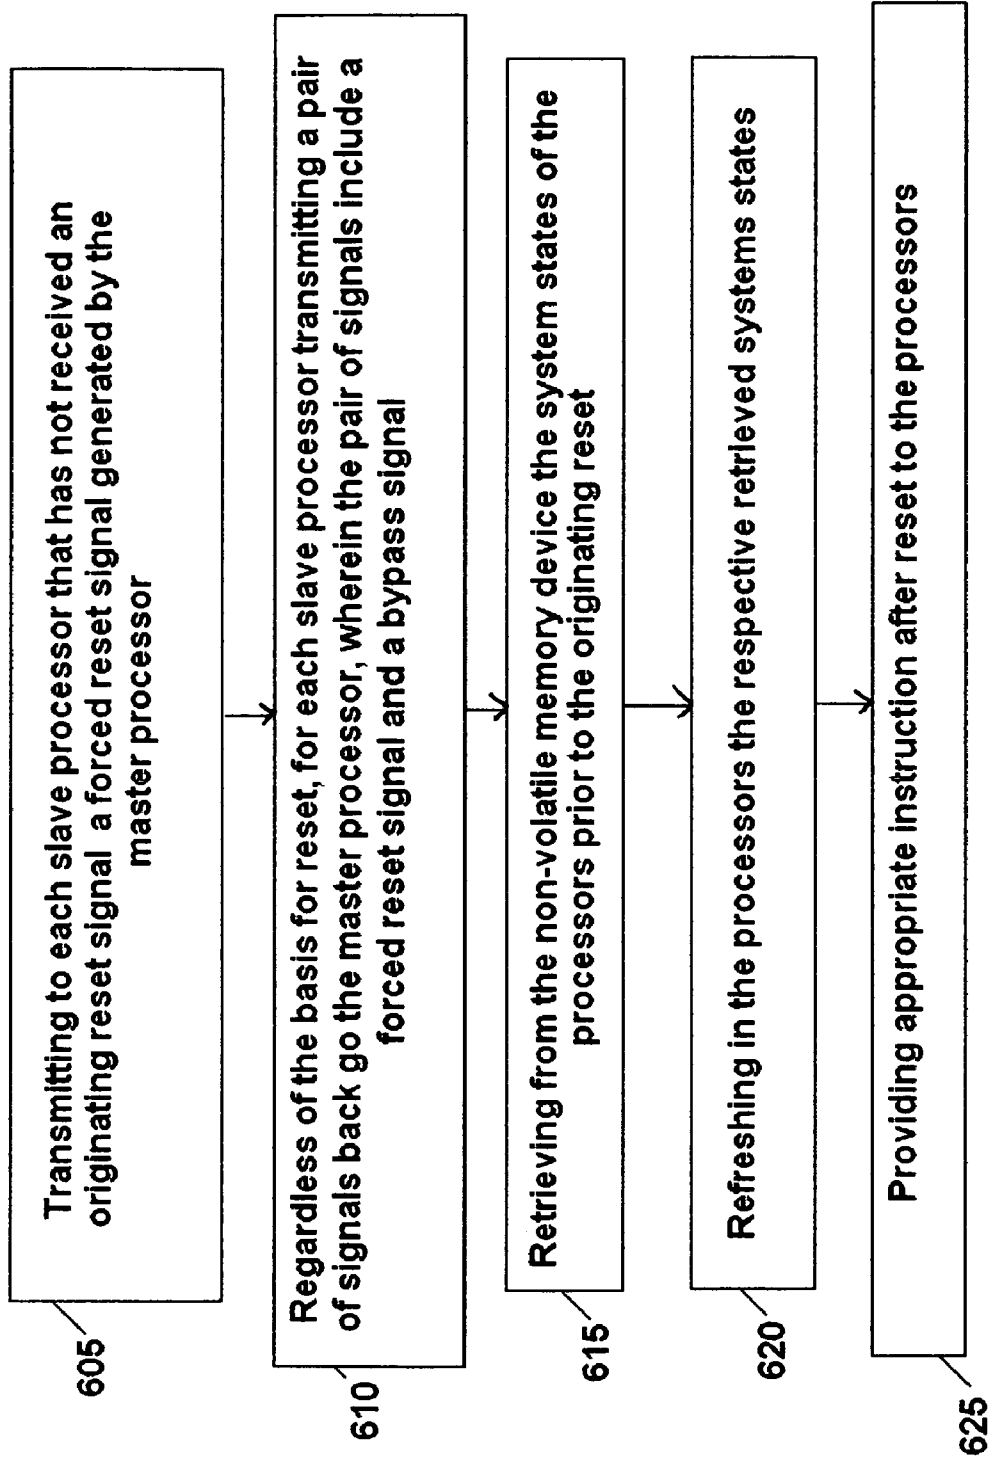 Transmitting to each slave processor that has not received an
originating reset signal a forced reset signal generated by the
master processor
605
Regardless of the basis for reset, for each slave processor transmitting a pair
of signals back go the master processor, wherein the pair of signals include a
forced reset signal and a bypass signal
610
Retrieving from the non-volatile memory device the system states of the
processors prior to the originating reset
615
Refreshing in the processors the respective retrieved systems states
620
Providing appropriate instruction after reset to the processors
625